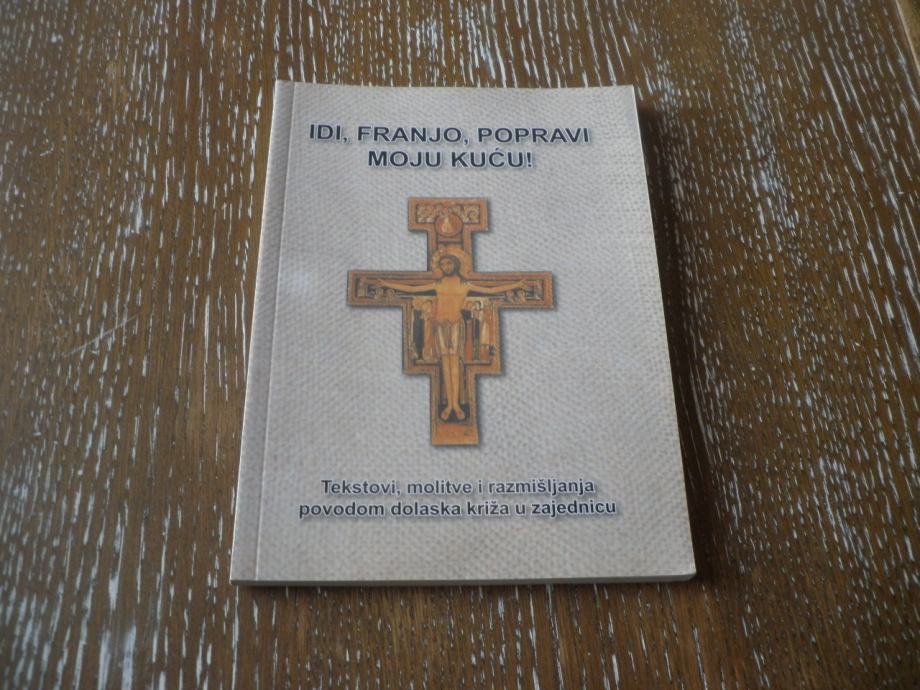 IDI, FRANJO, POPRAVI
MOJU KUĆU!
Tekstovi, molitve i razmišljanja
povodom dolaska križa u zajednicu